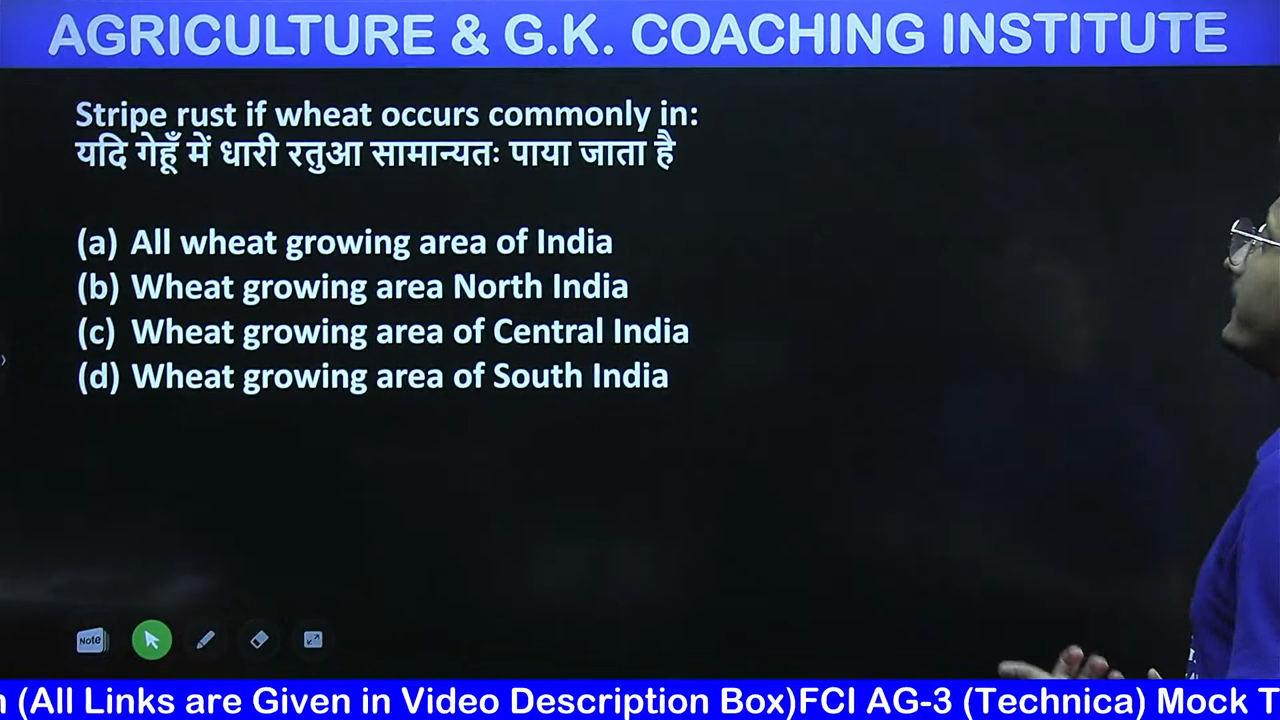 AGRICULTURE & G.K. COACHING INSTITUTE
Stripe rust if wheat occurs commonly in:
यदि गेहूँ में धारी रतुआ सामान्यतः पाया जाता है
(a) All wheat growing area of India
(b) Wheat growing area North India
(c) Wheat growing area of Central India
(d) Wheat growing area of South India
Note
(All Links are Given in Video Description Box)FCI AG-3 (Technica) Mock